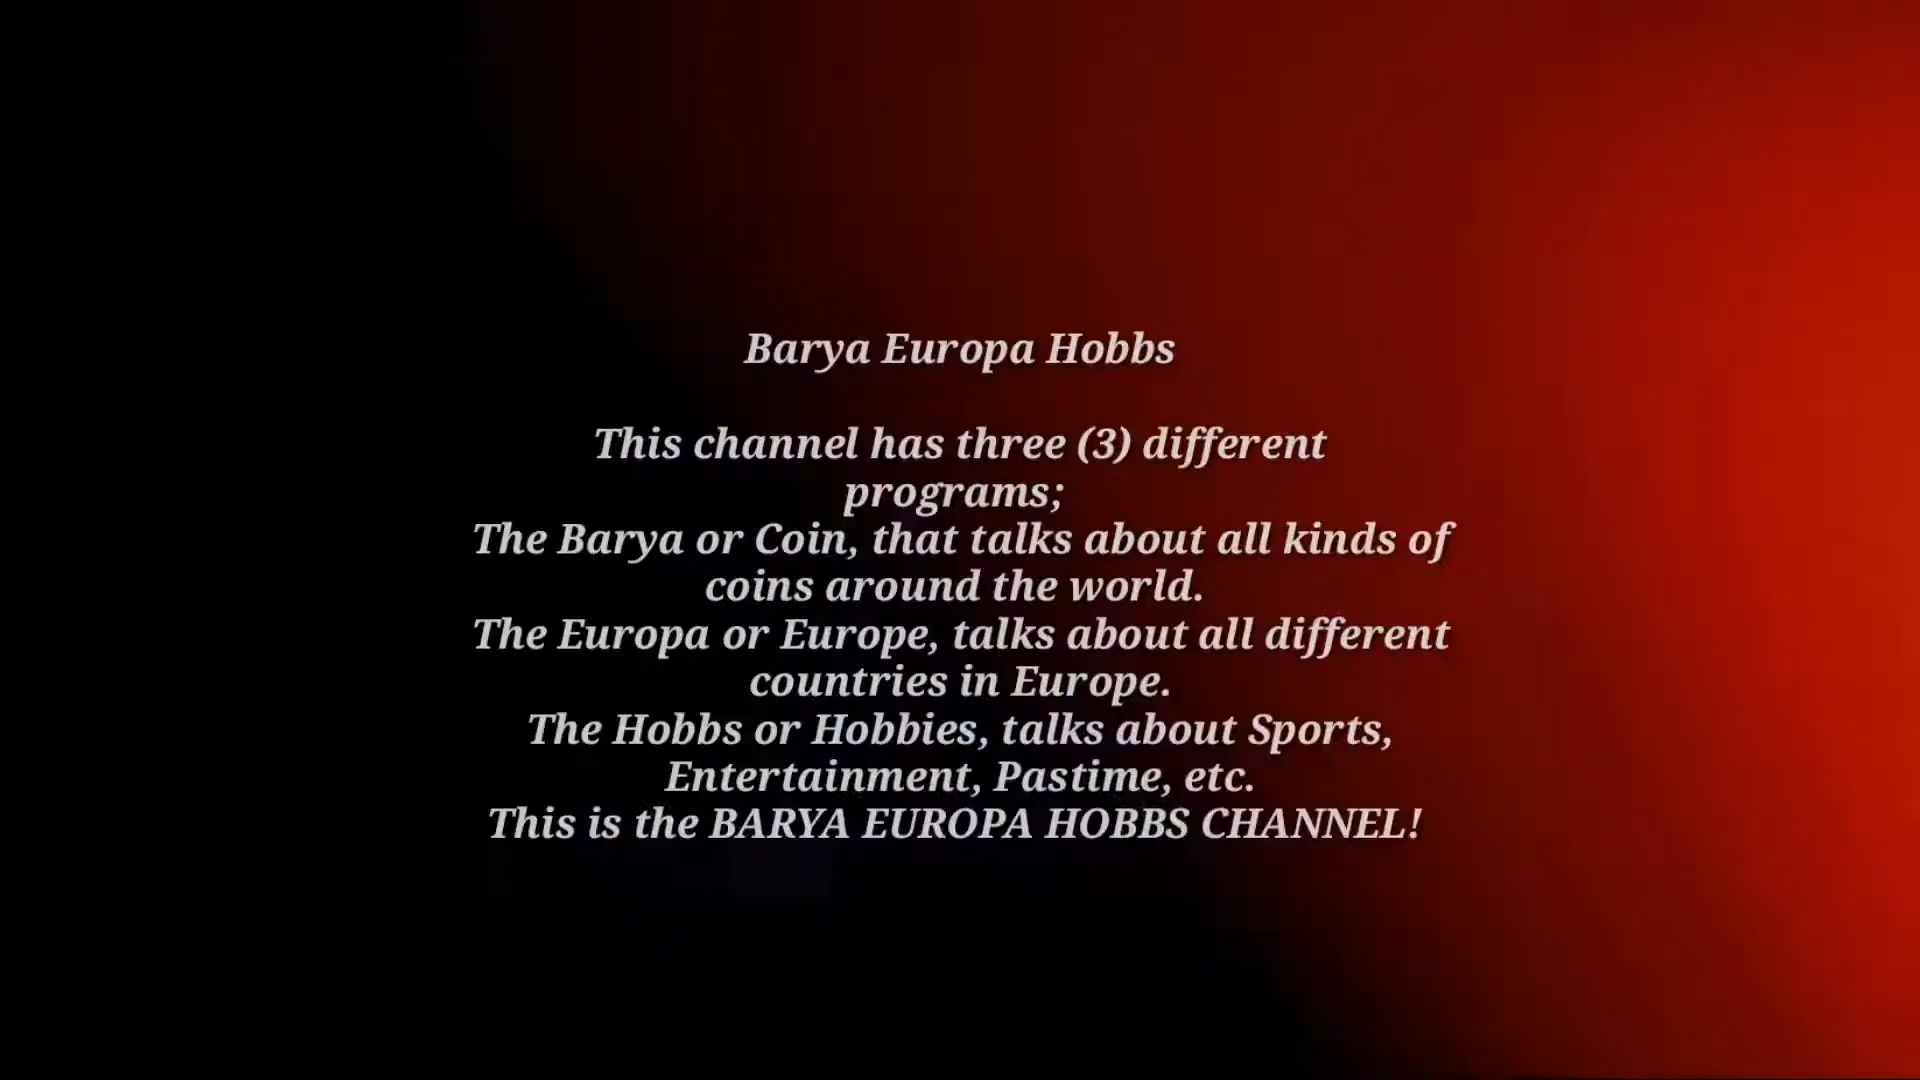 Barya Europa Hobbs
This channel has three (3) different
programs;
The Barya or Coin, that talks about all kinds of
coins around the world.
The Europa or Europe, talks about all different
countries in Europe.
The Hobbs or Hobbies, talks about Sports,
Entertainment, Pastime, etc.
This is the BARYA EUROPA HOBBS CHANNEL!